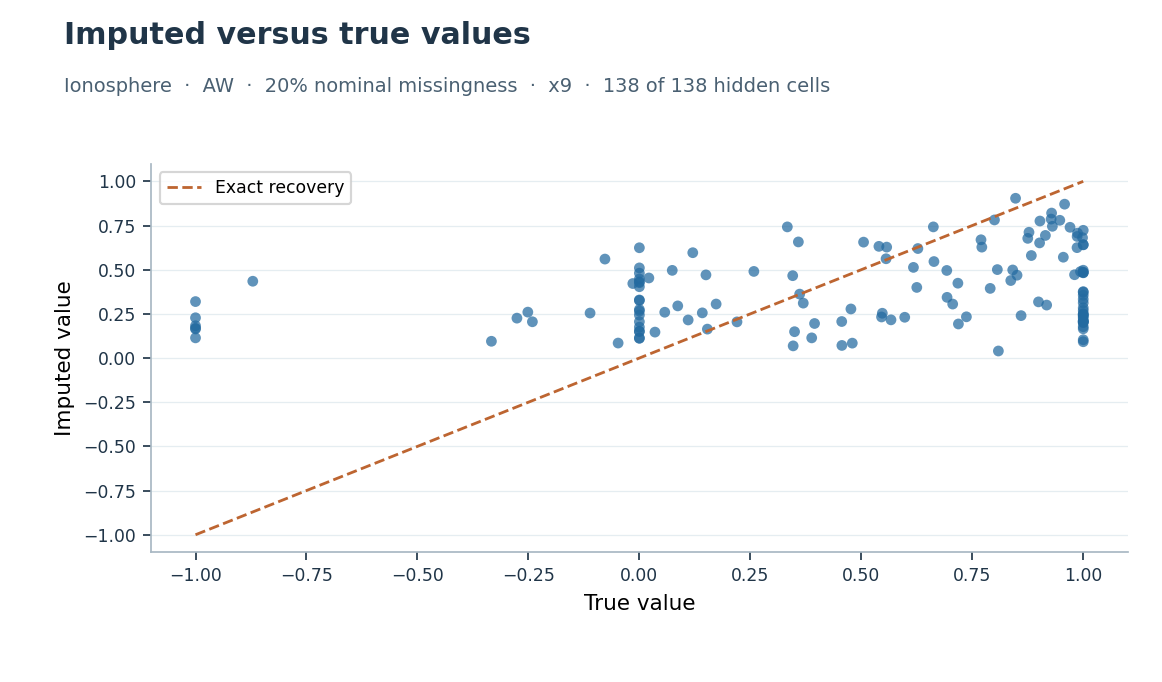 Imputed versus true values
Ionosphere · AW · 20% nominal missingness · x9 · 138 of 138 hidden cells
Exact recovery
1.00
0.75
0.50
0.25
0.00
−0.25
−0.50
−0.75
−1.00
Imputed value
−1.00 −0.75 −0.50 −0.25 0.00 0.25 0.50 0.75 1.00
True value